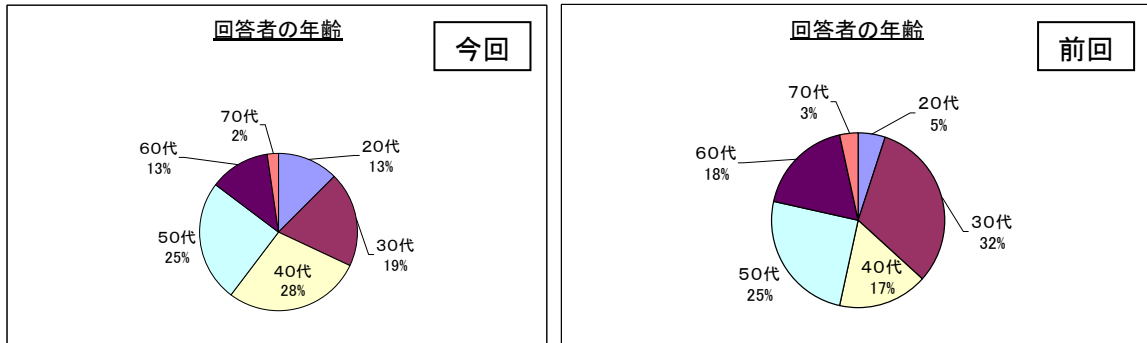 回答者の年齢
今回
70代
2%
20代
13%
60代
13%
30代
19%
50代
25%
40代
28%
回答者の年齢
前回
70代
3%
20代
5%
60代
18%
30代
32%
50代
25%
40代
17%